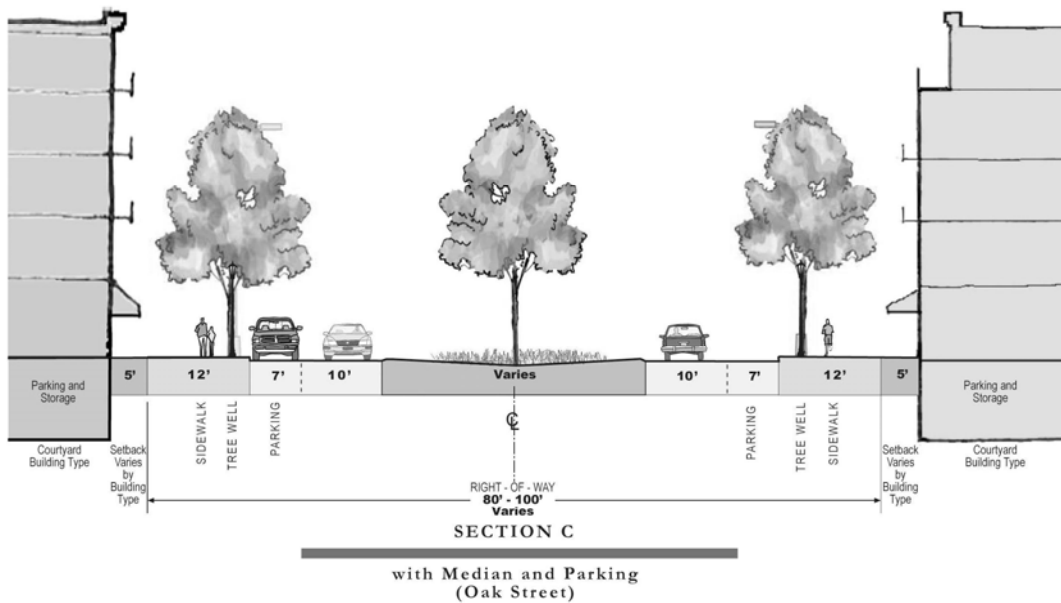 5'
12'
7'
10'
Varies
10'
7'
12'
5'
Parking and
Storage
Parking and
Storage
SIDEWALK
TREE WELL
PARKING
℄
PARKING
TREE WELL
SIDEWALK
Courtyard
Building Type
Setback
Varies
by
Building
Type
Setback
Varies
by
Building
Type
Courtyard
Building Type
RIGHT - OF - WAY
80' - 100'
Varies
SECTION C
with Median and Parking
(Oak Street)